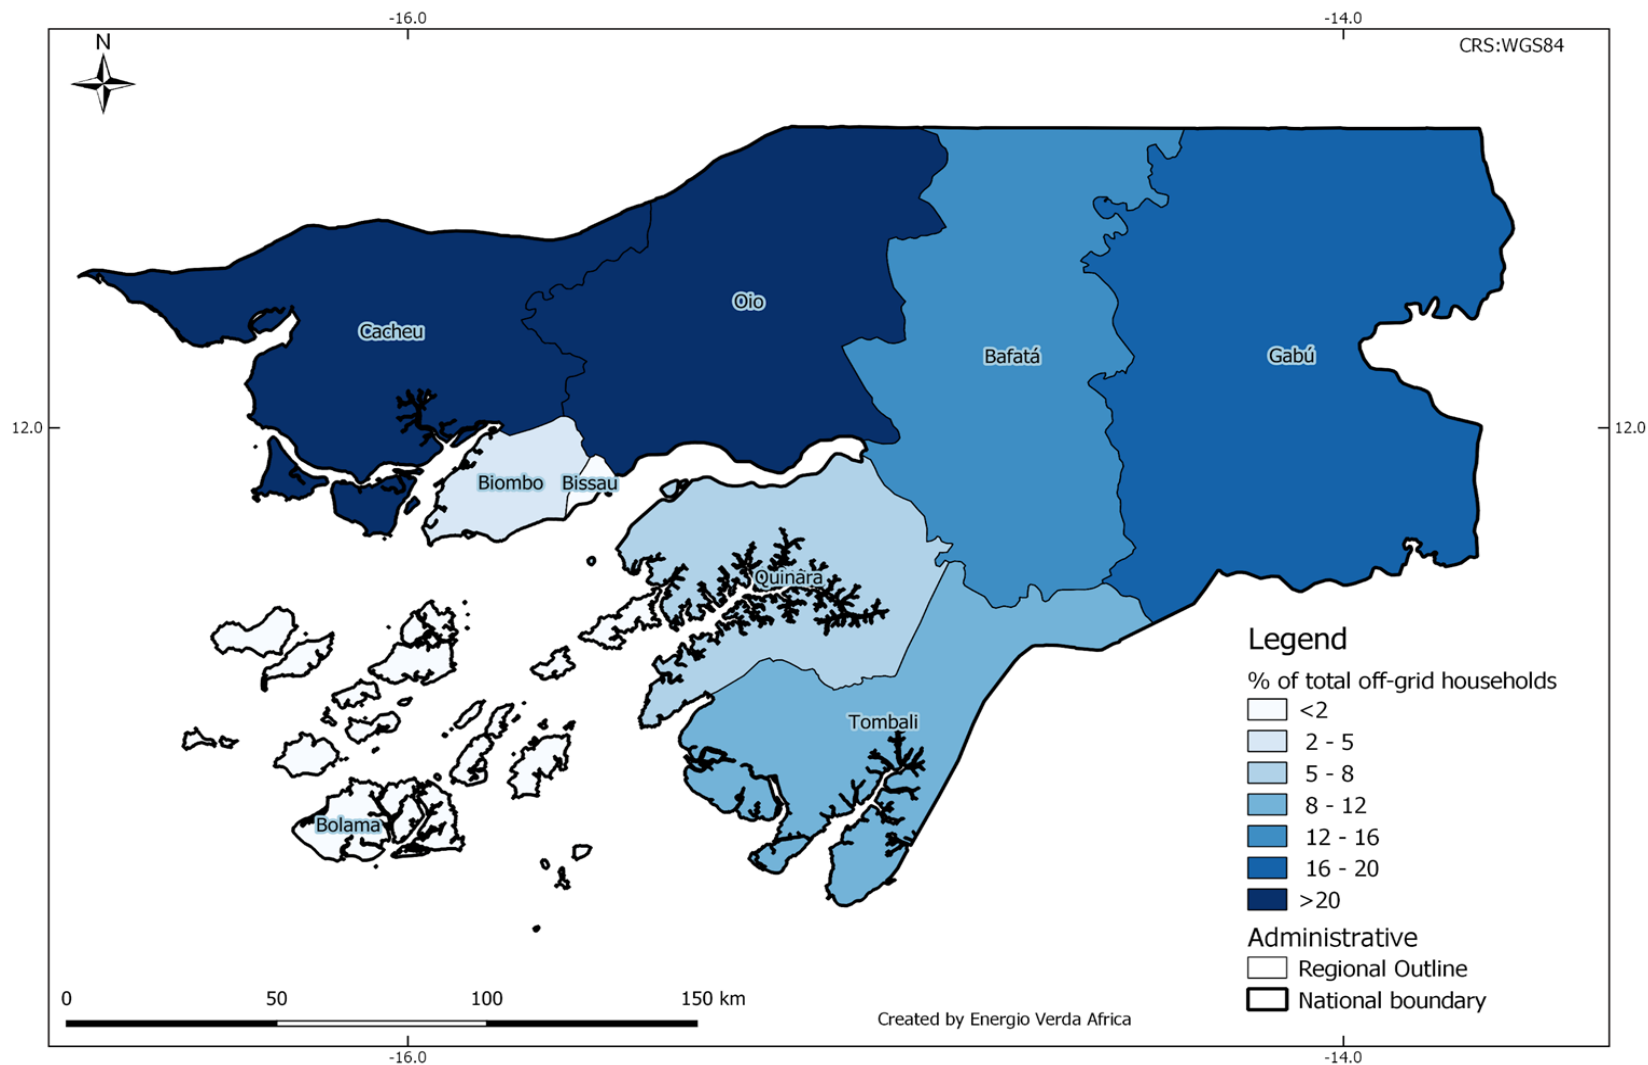 -16.0
-14.0
N
CRS:WGS84
Oio
Cacheu
Bafatá
Gabú
12.0
12.0
Biombo
Bissau
Quinara
Legend
% of total off-grid households
<2
2 - 5
5 - 8
8 - 12
12 - 16
16 - 20
>20
Tombali
Bolama
Administrative
Regional Outline
National boundary
0
50
100
150 km
Created by Energio Verda Africa
-16.0
-14.0